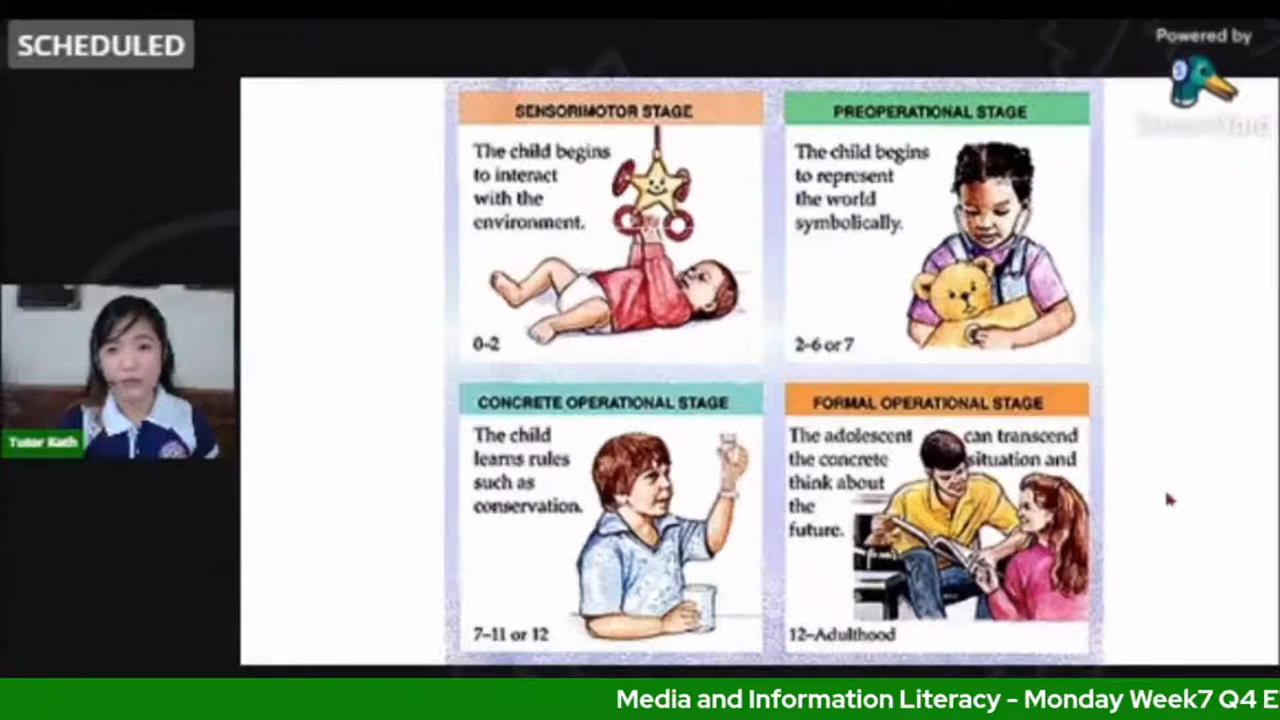 SCHEDULED
Powered by
SENSORIMOTOR STAGE
The child begins
to interact
with the
environment.
0-2
PREOPERATIONAL STAGE
The child begins
to represent
the world
symbolically.
2-6 or 7
CONCRETE OPERATIONAL STAGE
The child
learns rules
such as
conservation.
7-11 or 12
FORMAL OPERATIONAL STAGE
The adolescent can transcend
the concrete situation and
think about
the
future.
12-Adulthood
Tutor Kath
Media and Information Literacy - Monday Week7 Q4 E